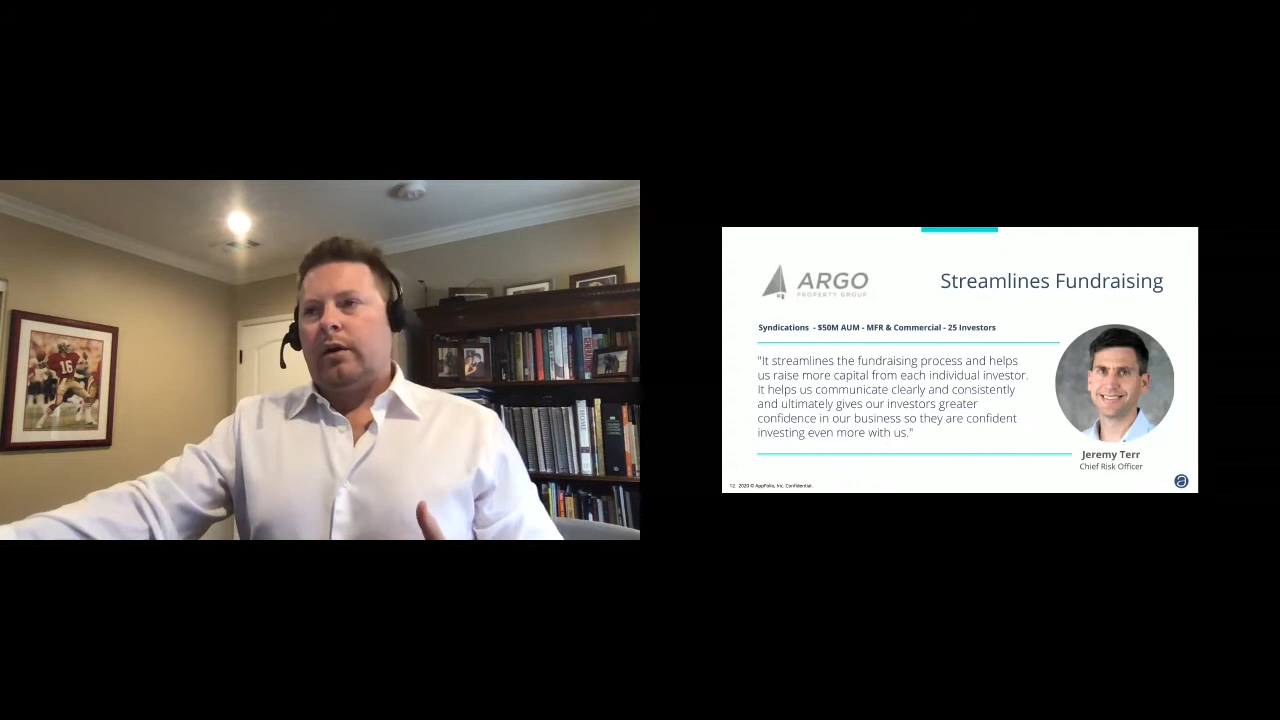 ARGO
PROPERTY GROUP
Streamlines Fundraising
Syndications - $50M AUM - MFR & Commercial - 25 Investors
"It streamlines the fundraising process and helps
us raise more capital from each individual investor.
It helps us communicate clearly and consistently
and ultimately gives our investors greater
confidence in our business so they are confident
investing even more with us."
Jeremy Terr
Chief Risk Officer
12. 2020 © AppFolio, Inc. Confidential.
16
HOME